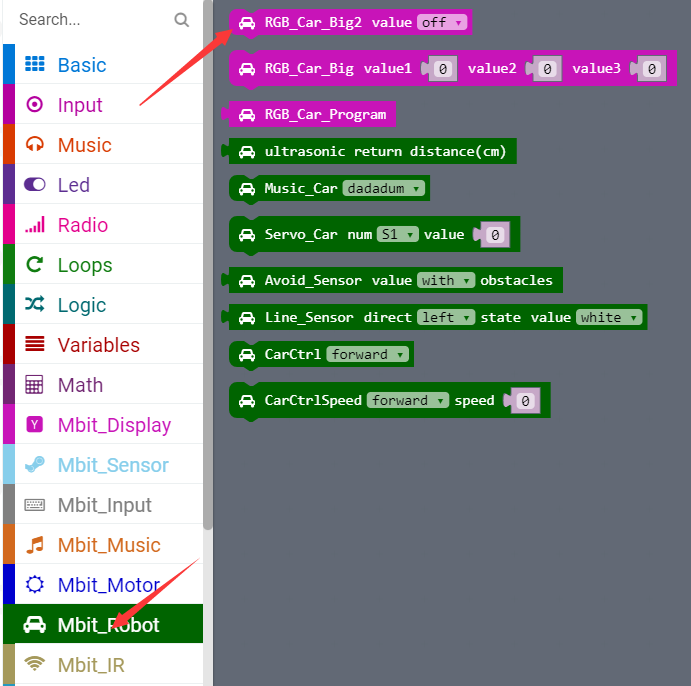 Search...
Basic
Input
Music
Led
Radio
Loops
Logic
Variables
Math
Y Mbit_Display
Mbit_Sensor
Mbit_Input
Mbit_Music
Mbit_Motor
Mbit_Robot
Mbit_IR
RGB_Car_Big2 value off
RGB_Car_Big value1 0 value2 0 value3 0
RGB_Car_Program
ultrasonic return distance(cm)
Music_Car dadadum
Servo_Car num S1 value 0
Avoid_Sensor value with obstacles
Line_Sensor direct left state value white
CarCtrl forward
CarCtrlSpeed forward speed 0